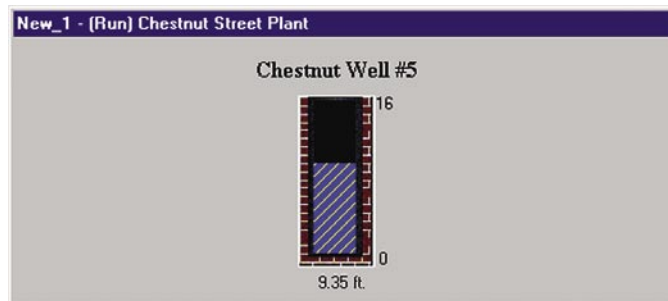 New_1 - (Run) Chestnut Street Plant
Chestnut Well #5
16
0
9.35 ft.